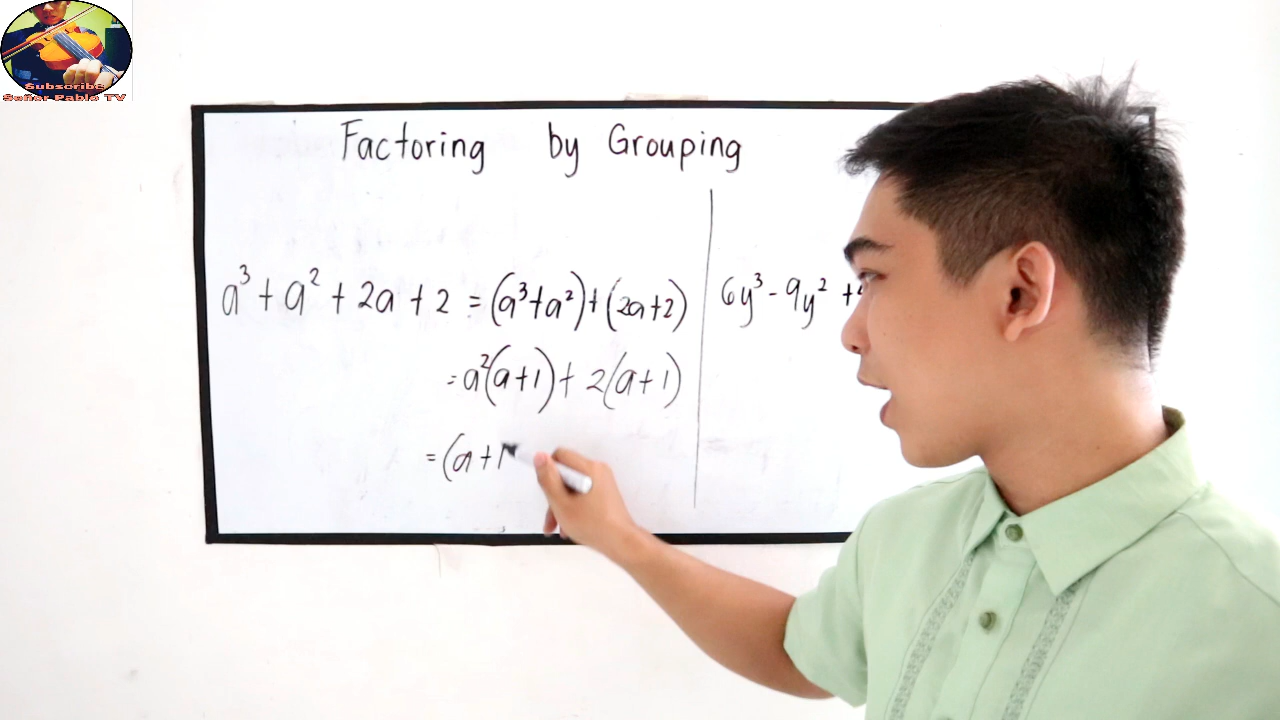 Subscribe
Señor Pablo TV
Factoring by Grouping
a³ + a² + 2a + 2 = (a³+a²)+(2a+2)
= a²(a+1)+ 2(a+1)
= (a+1
6y³ - 9y² +